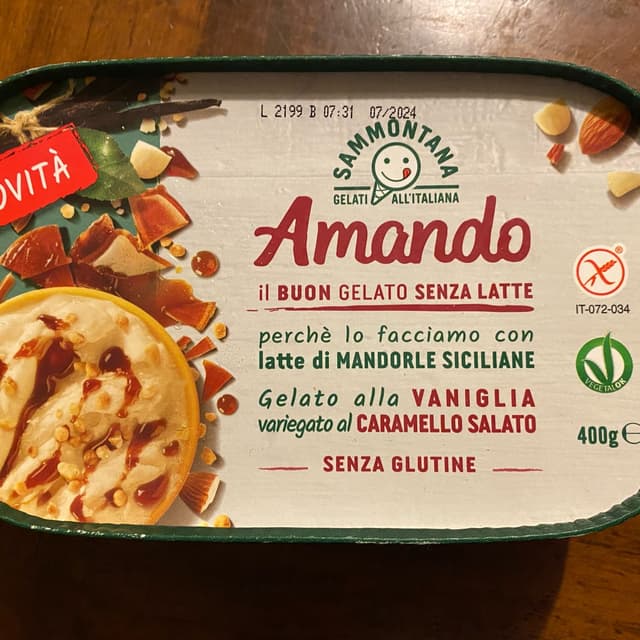 L 2199 B 07:31 07/2024
SAMMONTANA
GELATI ALL'ITALIANA
OVITÀ
Amando
il BUON GELATO SENZA LATTE
perchè lo facciamo con
latte di MANDORLE SICILIANE
Gelato alla VANIGLIA
variegato al CARAMELLO SALATO
SENZA GLUTINE
®
IT-072-034
VEGETALOK
400g e